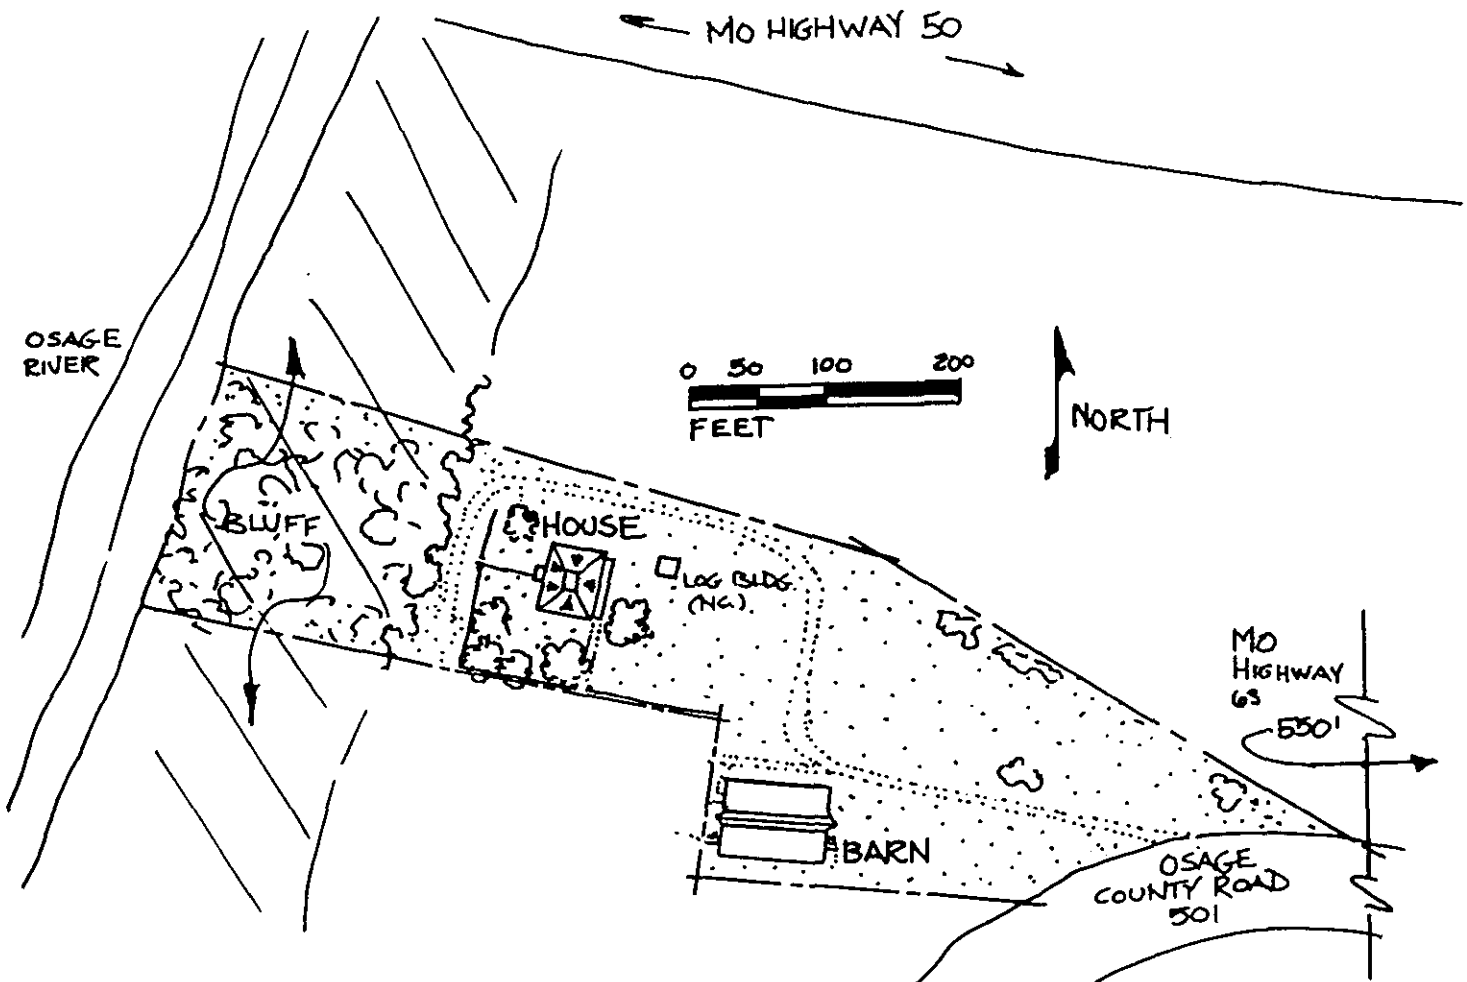 MO HIGHWAY 50
OSAGE
RIVER
0 50 100 200
FEET
NORTH
BLUFF
HOUSE
LOG BLDG
(NC).
MO
HIGHWAY
63
550'
BARN
OSAGE
COUNTY ROAD
501